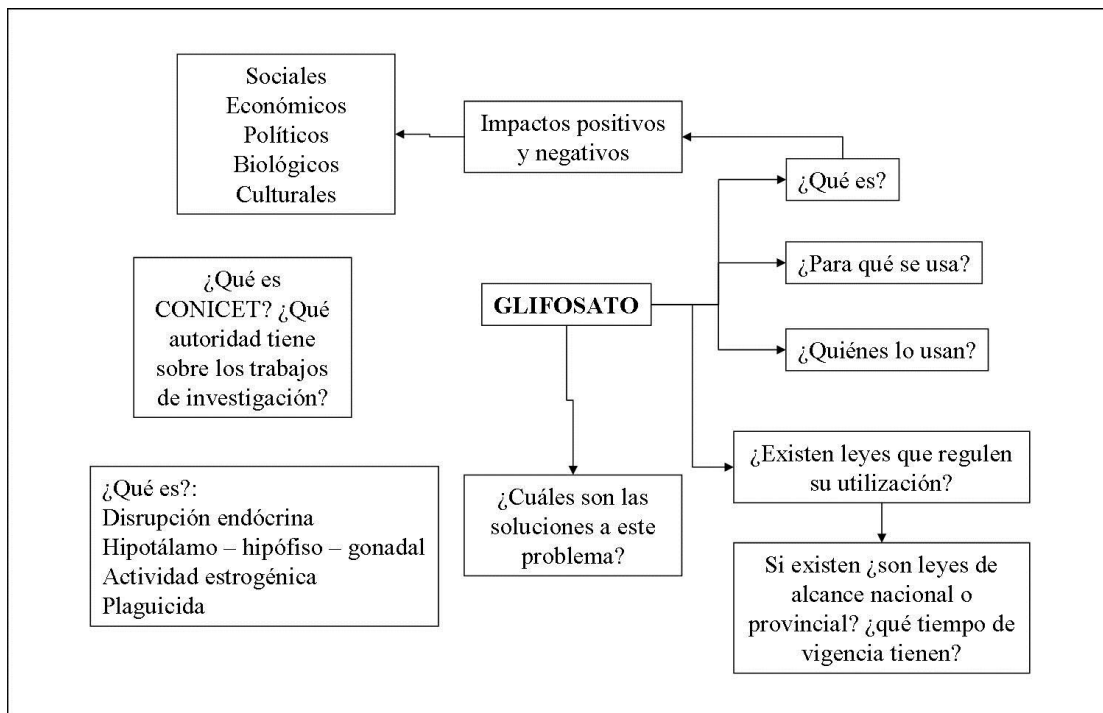 Sociales
Económicos
Políticos
Biológicos
Culturales
Impactos positivos
y negativos
¿Qué es?
¿Para qué se usa?
¿Qué es
CONICET? ¿Qué
autoridad tiene
sobre los trabajos
de investigación?
GLIFOSATO
¿Quiénes lo usan?
¿Existen leyes que regulen
su utilización?
¿Qué es?:
Disrupción endócrina
Hipotálamo – hipófiso – gonadal
Actividad estrogénica
Plaguicida
¿Cuáles son las
soluciones a este
problema?
Si existen ¿son leyes de
alcance nacional o
provincial? ¿qué tiempo de
vigencia tienen?